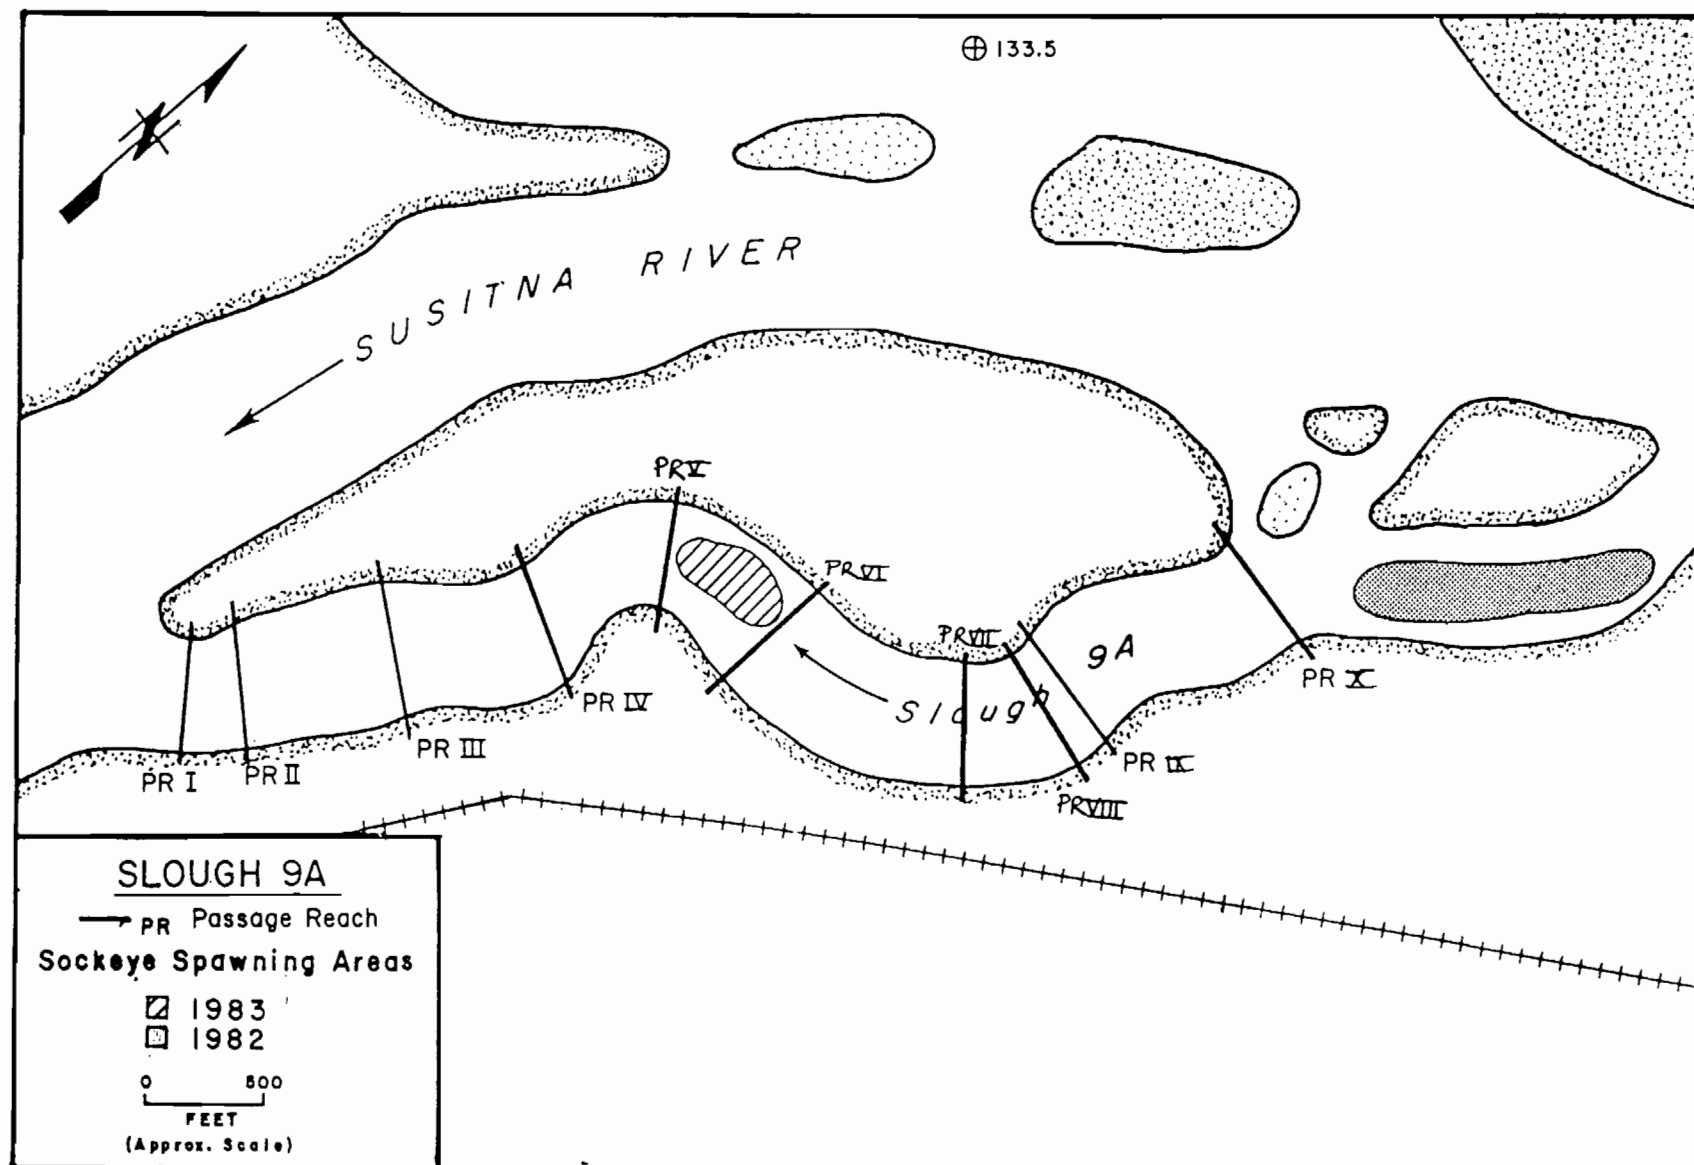 ⊕ 133.5
SUSITNA RIVER
PR V
PR VI
PR VII
9A
Slough
PR X
PR IV
PR III
PR II
PR I
PR IX
PR VIII
SLOUGH 9A
PR Passage Reach
Sockeye Spawning Areas
1983
1982
0 500
FEET
(Approx. Scale)